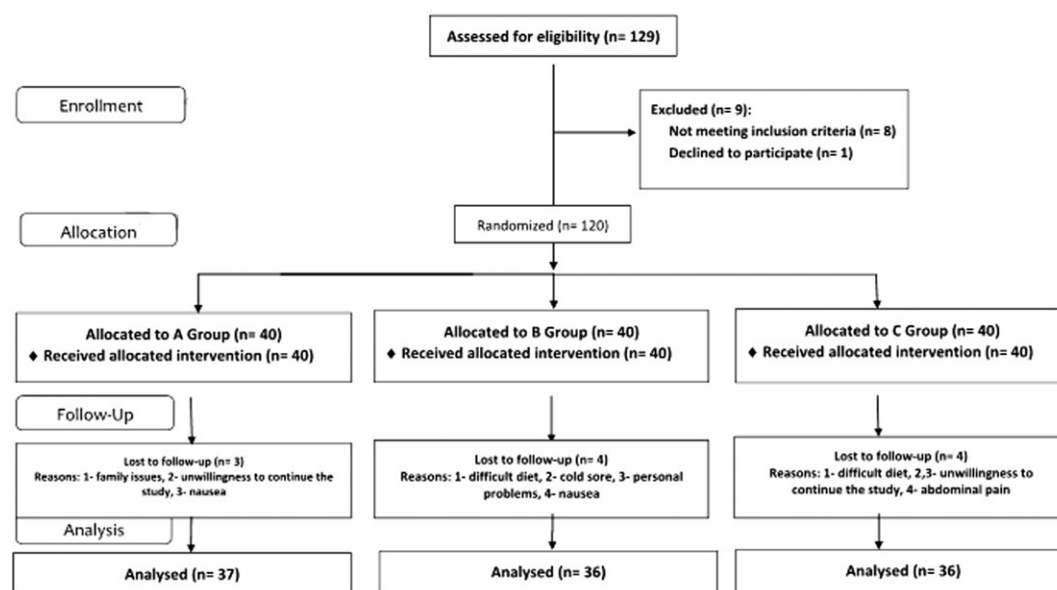 Assessed for eligibility (n= 129)
Enrollment
Excluded (n= 9):
Not meeting inclusion criteria (n= 8)
Declined to participate (n= 1)
Randomized (n= 120)
Allocation
Allocated to A Group (n= 40)
♦ Received allocated intervention (n= 40)
Allocated to B Group (n= 40)
♦ Received allocated intervention (n= 40)
Allocated to C Group (n= 40)
♦ Received allocated intervention (n= 40)
Follow-Up
Lost to follow-up (n= 3)
Reasons: 1- family issues, 2- unwillingness to continue the
study, 3- nausea
Lost to follow-up (n= 4)
Reasons: 1- difficult diet, 2- cold sore, 3- personal
problems, 4- nausea
Lost to follow-up (n= 4)
Reasons: 1- difficult diet, 2,3- unwillingness to
continue the study, 4- abdominal pain
Analysis
Analysed (n= 37)
Analysed (n= 36)
Analysed (n= 36)